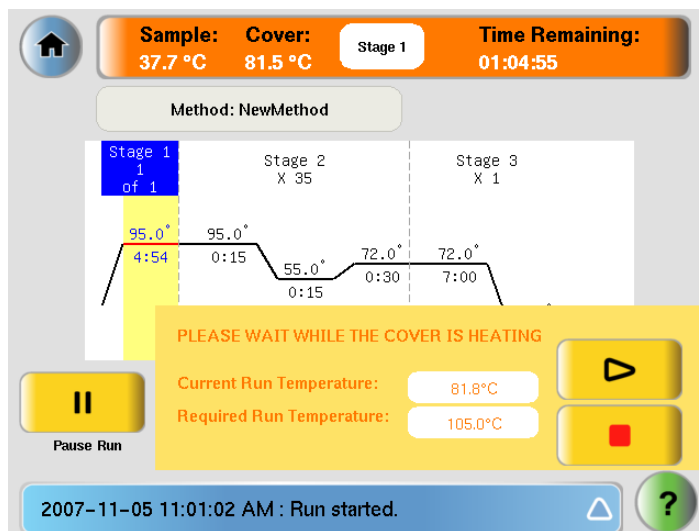 Sample: Cover: Stage 1 Time Remaining:
37.7 °C 81.5 °C 01:04:55
Method: NewMethod
Stage 1
1
of 1
Stage 2
X 35
Stage 3
X 1
95.0°
4:54
95.0°
0:15
55.0°
0:15
72.0°
0:30
72.0°
7:00
PLEASE WAIT WHILE THE COVER IS HEATING
Current Run Temperature: 81.8°C
Required Run Temperature: 105.0°C
Pause Run
2007-11-05 11:01:02 AM : Run started.
?